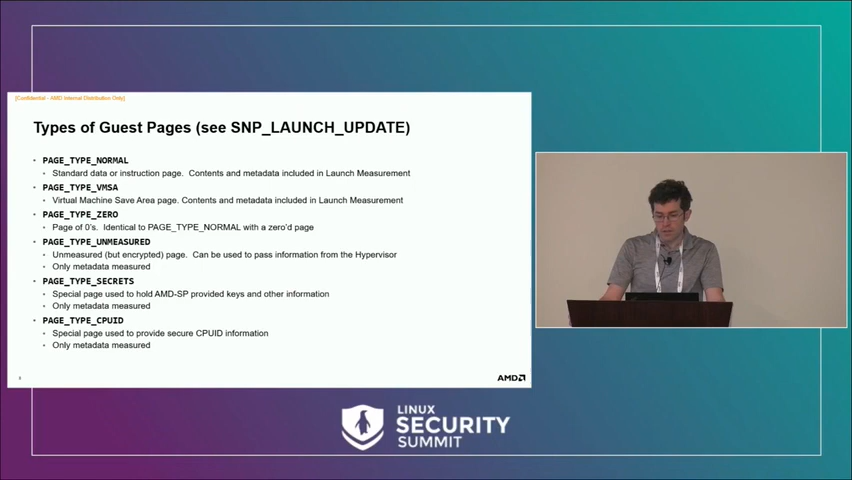 [Confidential - AMD Internal Distribution Only]
Types of Guest Pages (see SNP_LAUNCH_UPDATE)
• PAGE_TYPE_NORMAL
• Standard data or instruction page. Contents and metadata included in Launch Measurement
• PAGE_TYPE_VMSA
• Virtual Machine Save Area page. Contents and metadata included in Launch Measurement
• PAGE_TYPE_ZERO
• Page of 0's. Identical to PAGE_TYPE_NORMAL with a zero'd page
• PAGE_TYPE_UNMEASURED
• Unmeasured (but encrypted) page. Can be used to pass information from the Hypervisor
• Only metadata measured
• PAGE_TYPE_SECRETS
• Special page used to hold AMD-SP provided keys and other information
• Only metadata measured
• PAGE_TYPE_CPUID
• Special page used to provide secure CPUID information
• Only metadata measured
AMD
LINUX
SECURITY
SUMMIT